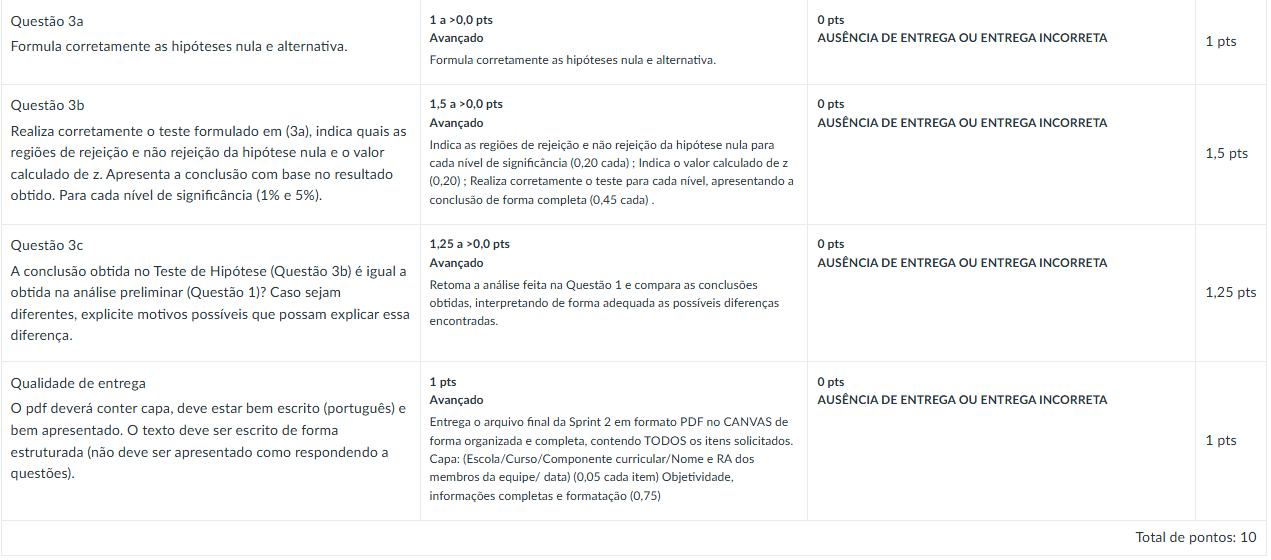 Questão 3a
Formula corretamente as hipóteses nula e alternativa.
1 a >0,0 pts
Avançado
Formula corretamente as hipóteses nula e alternativa.
0 pts
AUSÊNCIA DE ENTREGA OU ENTREGA INCORRETA
1 pts
Questão 3b
Realiza corretamente o teste formulado em (3a), indica quais as
regiões de rejeição e não rejeição da hipótese nula e o valor
calculado de z. Apresenta a conclusão com base no resultado
obtido. Para cada nível de significância (1% e 5%).
1,5 a >0,0 pts
Avançado
Indica as regiões de rejeição e não rejeição da hipótese nula para
cada nível de significância (0,20 cada) ; Indica o valor calculado de z
(0,20) ; Realiza corretamente o teste para cada nível, apresentando a
conclusão de forma completa (0,45 cada) .
0 pts
AUSÊNCIA DE ENTREGA OU ENTREGA INCORRETA
1,5 pts
Questão 3c
A conclusão obtida no Teste de Hipótese (Questão 3b) é igual a
obtida na análise preliminar (Questão 1)? Caso sejam
diferentes, explicite motivos possíveis que possam explicar essa
diferença.
1,25 a >0,0 pts
Avançado
Retoma a análise feita na Questão 1 e compara as conclusões
obtidas, interpretando de forma adequada as possíveis diferenças
encontradas.
0 pts
AUSÊNCIA DE ENTREGA OU ENTREGA INCORRETA
1,25 pts
Qualidade de entrega
O pdf deverá conter capa, deve estar bem escrito (português) e
bem apresentado. O texto deve ser escrito de forma
estruturada (não deve ser apresentado como respondendo a
questões).
1 pts
Avançado
Entrega o arquivo final da Sprint 2 em formato PDF no CANVAS de
forma organizada e completa, contendo TODOS os itens solicitados.
Capa: (Escola/Curso/Componente curricular/Nome e RA dos
membros da equipe/ data) (0,05 cada item) Objetividade,
informações completas e formatação (0,75)
0 pts
AUSÊNCIA DE ENTREGA OU ENTREGA INCORRETA
1 pts
Total de pontos: 10